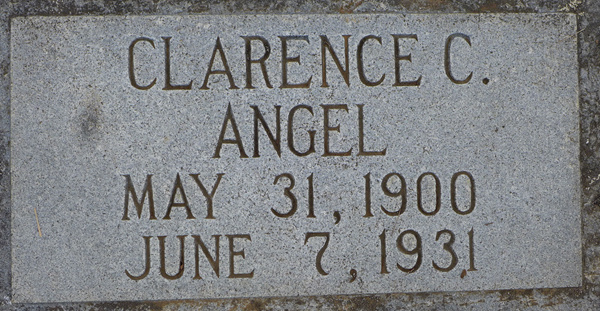 CLARENCE C.
ANGEL
MAY 31, 1900
JUNE 7, 1931